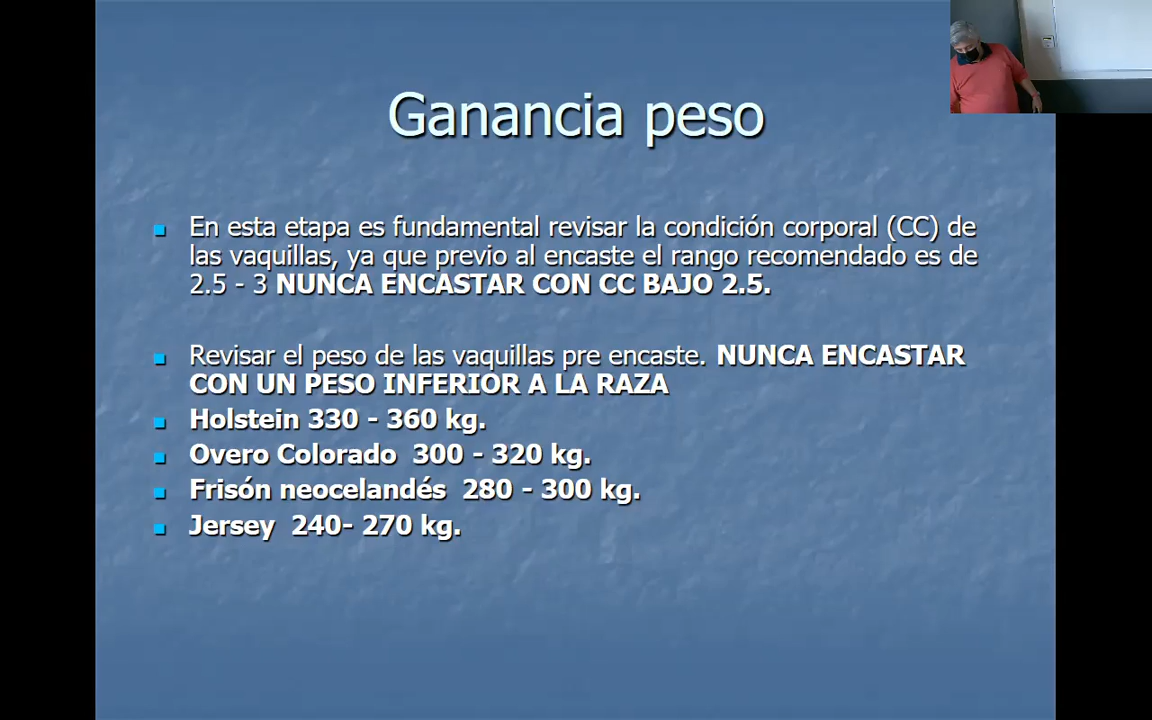 Ganancia peso
En esta etapa es fundamental revisar la condición corporal (CC) de
las vaquillas, ya que previo al encaste el rango recomendado es de
2.5 - 3 NUNCA ENCASTAR CON CC BAJO 2.5.
Revisar el peso de las vaquillas pre encaste. NUNCA ENCASTAR
CON UN PESO INFERIOR A LA RAZA
Holstein 330 - 360 kg.
Overo Colorado 300 - 320 kg.
Frisón neocelandés 280 - 300 kg.
Jersey 240- 270 kg.